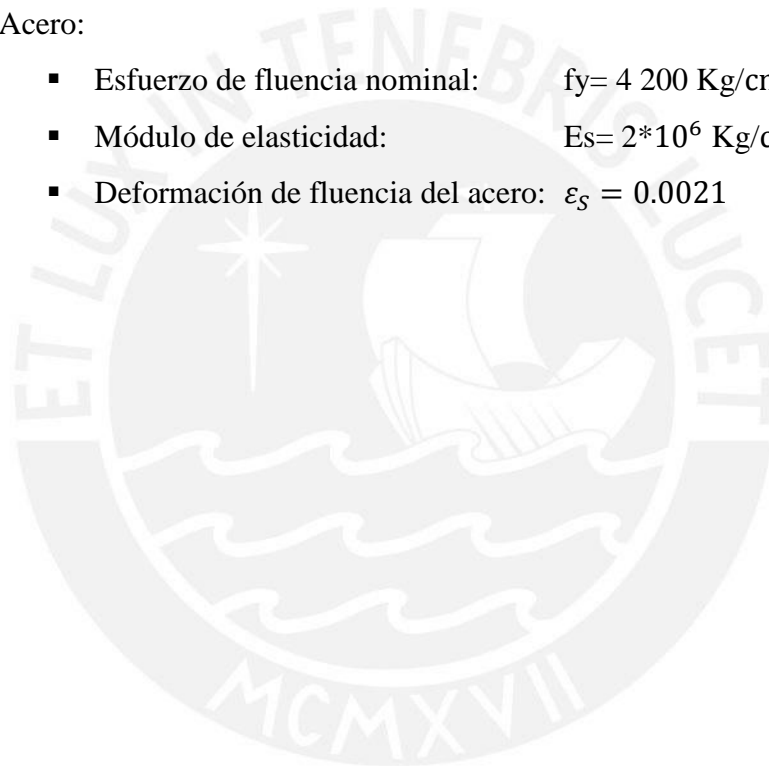 Acero:
▪ Esfuerzo de fluencia nominal: fy= 4 200 Kg/
▪ Módulo de elasticidad: Es= 2*10⁶ Kg/
▪ Deformación de fluencia del acero: 𝜀𝑆 = 0.0021
ET LUX IN TENEBRIS LUCET
MCMXVII